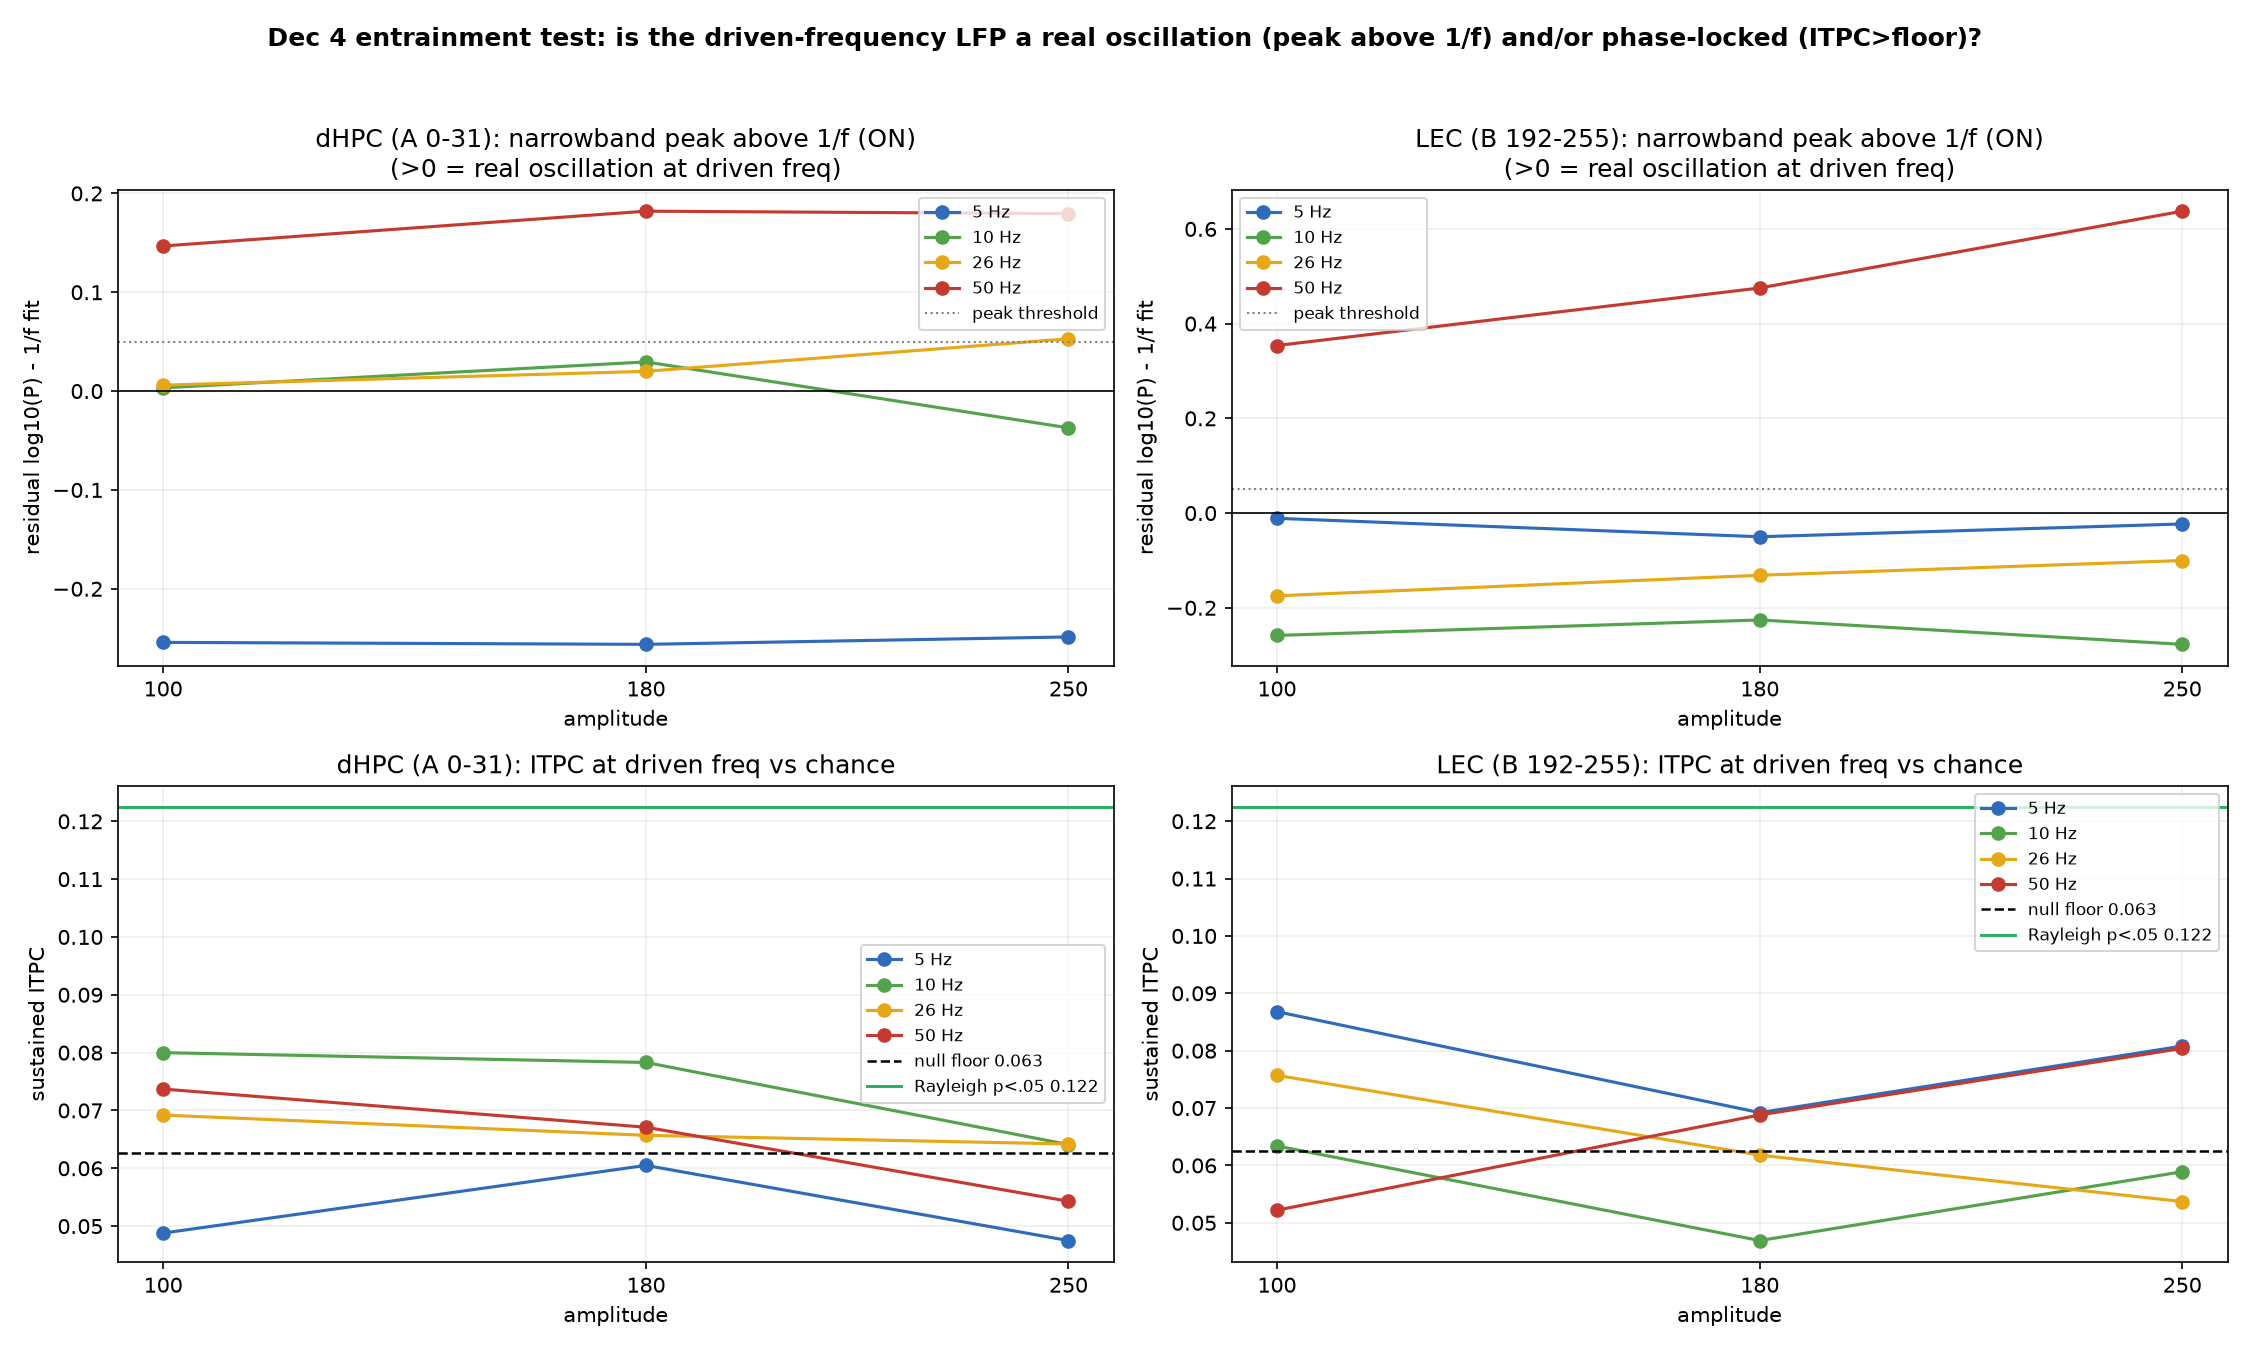 Dec 4 entrainment test: is the driven-frequency LFP a real oscillation (peak above 1/f) and/or phase-locked (ITPC>floor)?
dHPC (A 0-31): narrowband peak above 1/f (ON)
(>0 = real oscillation at driven freq)
residual log10(P) - 1/f fit
0.2
0.1
0.0
−0.1
−0.2
5 Hz
10 Hz
26 Hz
50 Hz
peak threshold
100
180
250
amplitude
LEC (B 192-255): narrowband peak above 1/f (ON)
(>0 = real oscillation at driven freq)
residual log10(P) - 1/f fit
0.6
0.4
0.2
0.0
−0.2
5 Hz
10 Hz
26 Hz
50 Hz
peak threshold
100
180
250
amplitude
dHPC (A 0-31): ITPC at driven freq vs chance
sustained ITPC
0.12
0.11
0.10
0.09
0.08
0.07
0.06
0.05
5 Hz
10 Hz
26 Hz
50 Hz
null floor 0.063
Rayleigh p<.05 0.122
100
180
250
amplitude
LEC (B 192-255): ITPC at driven freq vs chance
sustained ITPC
0.12
0.11
0.10
0.09
0.08
0.07
0.06
0.05
5 Hz
10 Hz
26 Hz
50 Hz
null floor 0.063
Rayleigh p<.05 0.122
100
180
250
amplitude